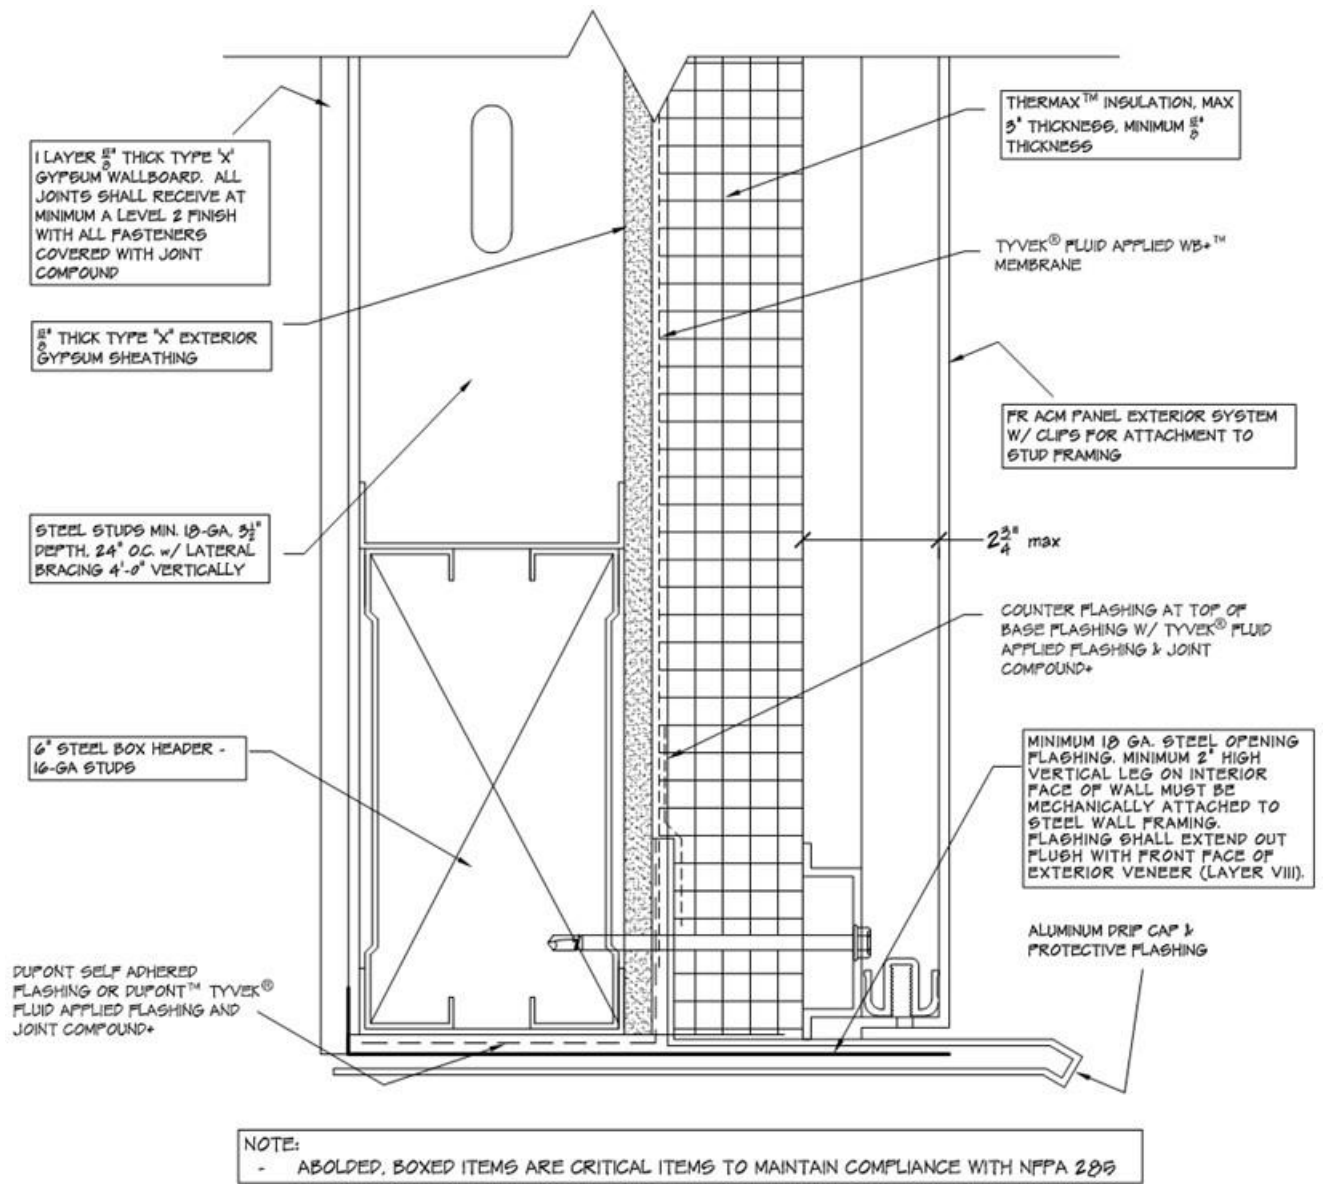 1 LAYER 5/8" THICK TYPE "X"
GYPSUM WALLBOARD. ALL
JOINTS SHALL RECEIVE AT
MINIMUM A LEVEL 2 FINISH
WITH ALL FASTENERS
COVERED WITH JOINT
COMPOUND
5/8" THICK TYPE "X" EXTERIOR
GYPSUM SHEATHING
STEEL STUDS MIN. 18-GA, 3 1/2"
DEPTH, 24" O.C. w/ LATERAL
BRACING 4'-0" VERTICALLY
6" STEEL BOX HEADER -
16-GA STUDS
DUPONT SELF ADHERED
FLASHING OR DUPONT™ TYVEK®
FLUID APPLIED FLASHING AND
JOINT COMPOUND+
THERMAX™ INSULATION, MAX
3" THICKNESS, MINIMUM 5/8"
THICKNESS
TYVEK® FLUID APPLIED WB+™
MEMBRANE
FR ACM PANEL EXTERIOR SYSTEM
W/ CLIPS FOR ATTACHMENT TO
STUD FRAMING
2 3/4" max
COUNTER FLASHING AT TOP OF
BASE FLASHING W/ TYVEK® FLUID
APPLIED FLASHING & JOINT
COMPOUND+
MINIMUM 18 GA. STEEL OPENING
FLASHING. MINIMUM 2" HIGH
VERTICAL LEG ON INTERIOR
FACE OF WALL MUST BE
MECHANICALLY ATTACHED TO
STEEL WALL FRAMING.
FLASHING SHALL EXTEND OUT
FLUSH WITH FRONT FACE OF
EXTERIOR VENEER (LAYER VIII).
ALUMINUM DRIP CAP &
PROTECTIVE FLASHING
NOTE:
- ABOLDED, BOXED ITEMS ARE CRITICAL ITEMS TO MAINTAIN COMPLIANCE WITH NFPA 285